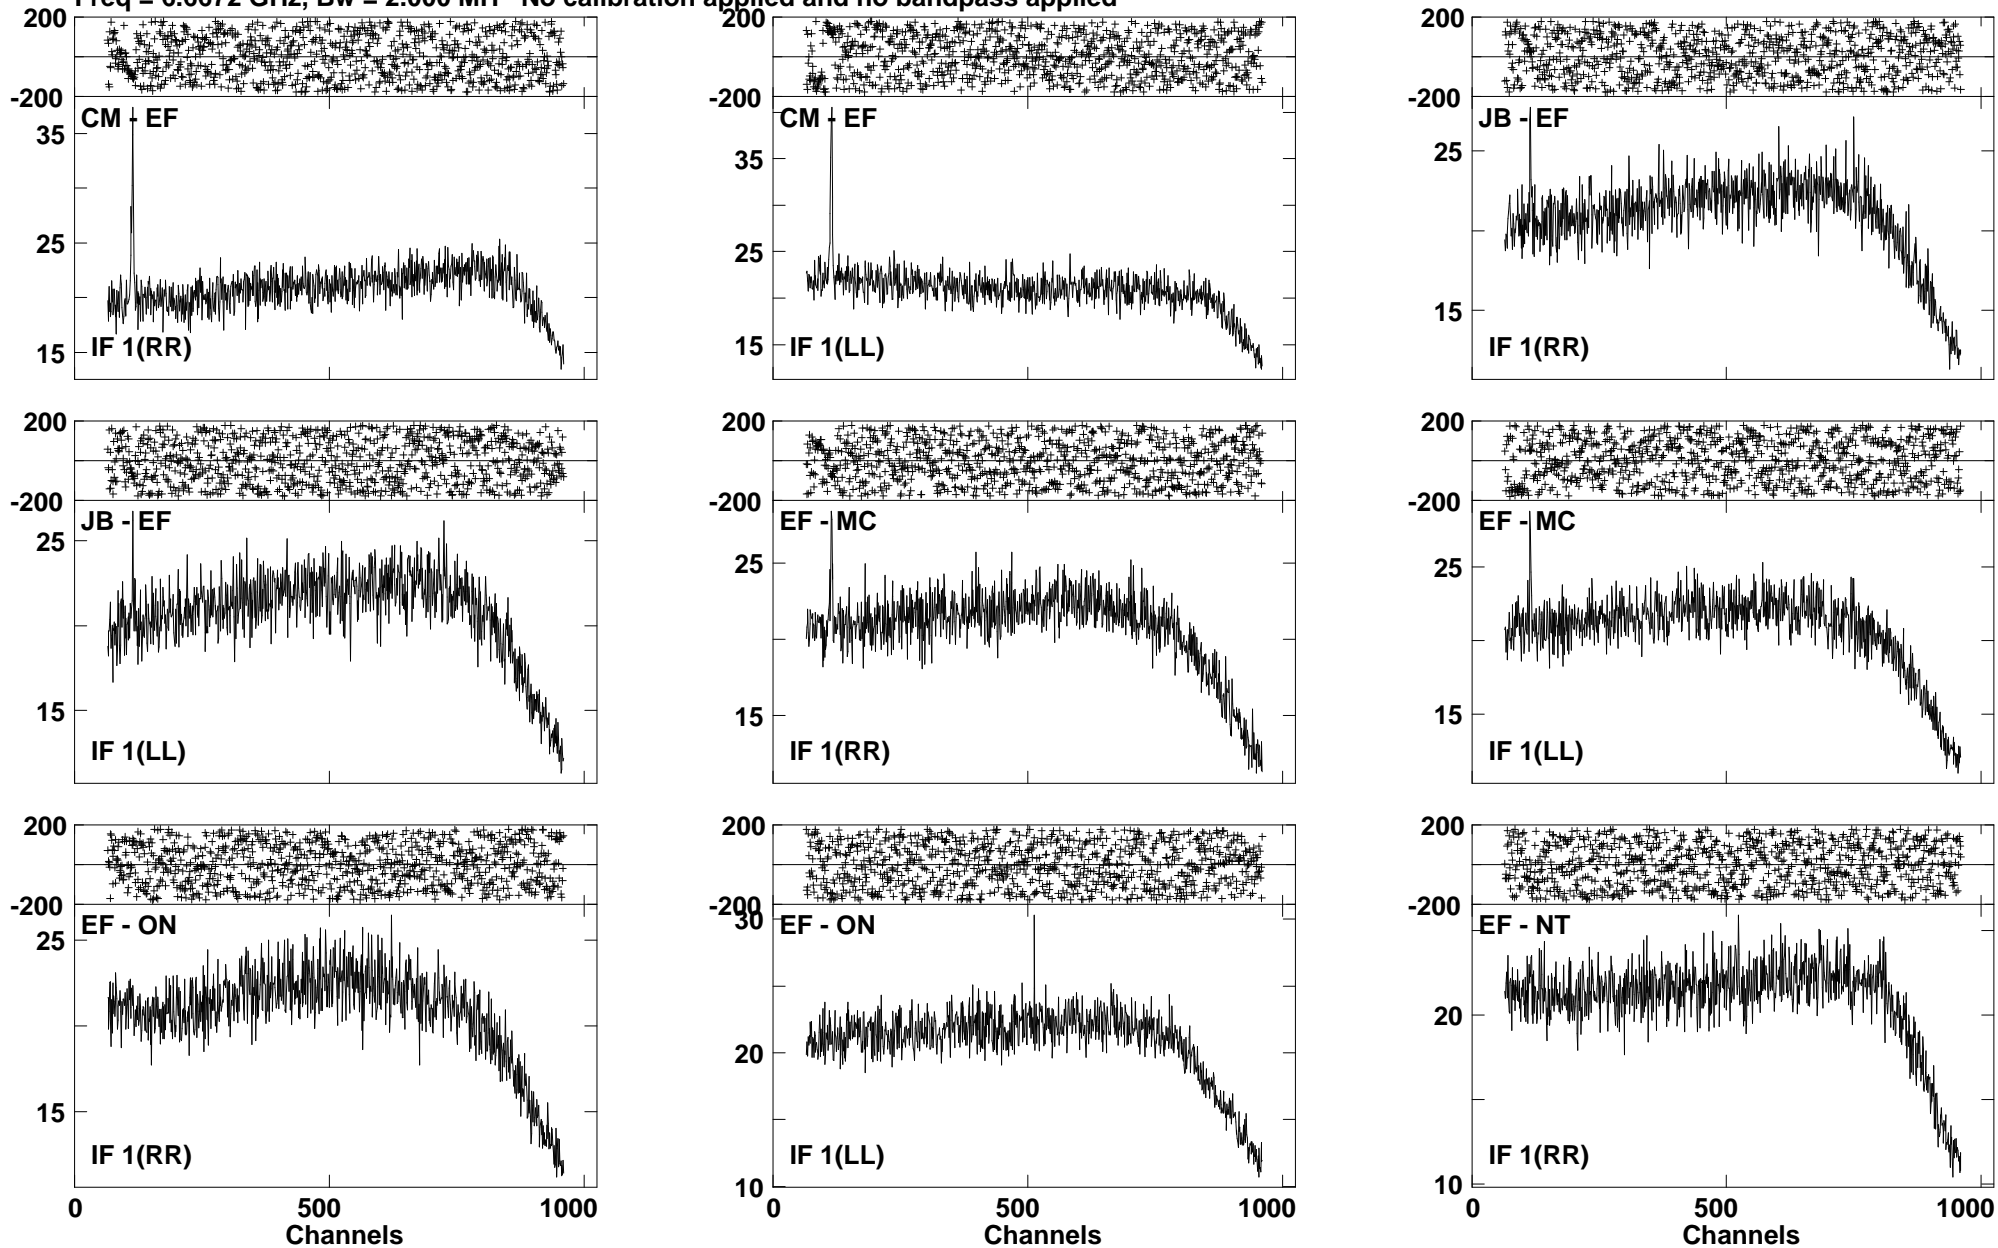 Freq = 6.6672 GHz, Bw = 2.000 MH No calibration applied and no bandpass applied
200
-200
CM - EF
35
25
15
IF 1(RR)
200
-200
CM - EF
35
25
15
IF 1(LL)
200
-200
JB - EF
25
15
IF 1(RR)
200
-200
JB - EF
25
15
IF 1(LL)
200
-200
EF - MC
25
15
IF 1(RR)
200
-200
EF - MC
25
15
IF 1(LL)
200
-200
EF - ON
25
15
IF 1(RR)
0 500 1000
Channels
200
-200
30
EF - ON
20
10
IF 1(LL)
0 500 1000
Channels
200
-200
EF - NT
20
10
IF 1(RR)
0 500 1000
Channels